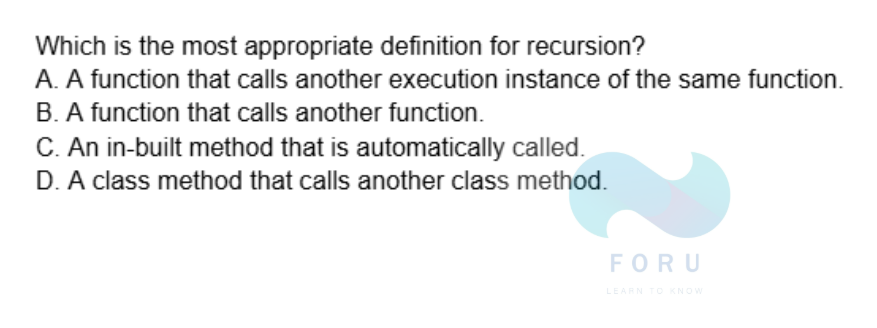 Which is the most appropriate definition for recursion?
A. A function that calls another execution instance of the same function.
B. A function that calls another function.
C. An in-built method that is automatically called.
D. A class method that calls another class method.
FORU
LEARN TO KNOW